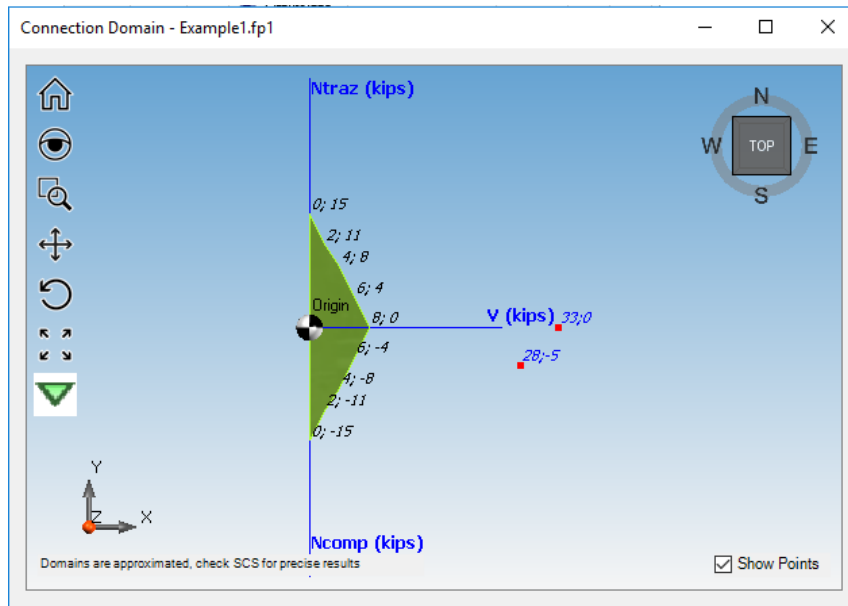 Connection Domain - Example1.fp1
Ntraz (kips)
N
W
TOP
E
S
0; 15
2; 11
4; 8
6; 4
Origin
8; 0
V (kips)
33;0
6; -4
28;-5
4; -8
2; -11
0; -15
Y
Z
X
Ncomp (kips)
Domains are approximated, check SCS for precise results
Show Points